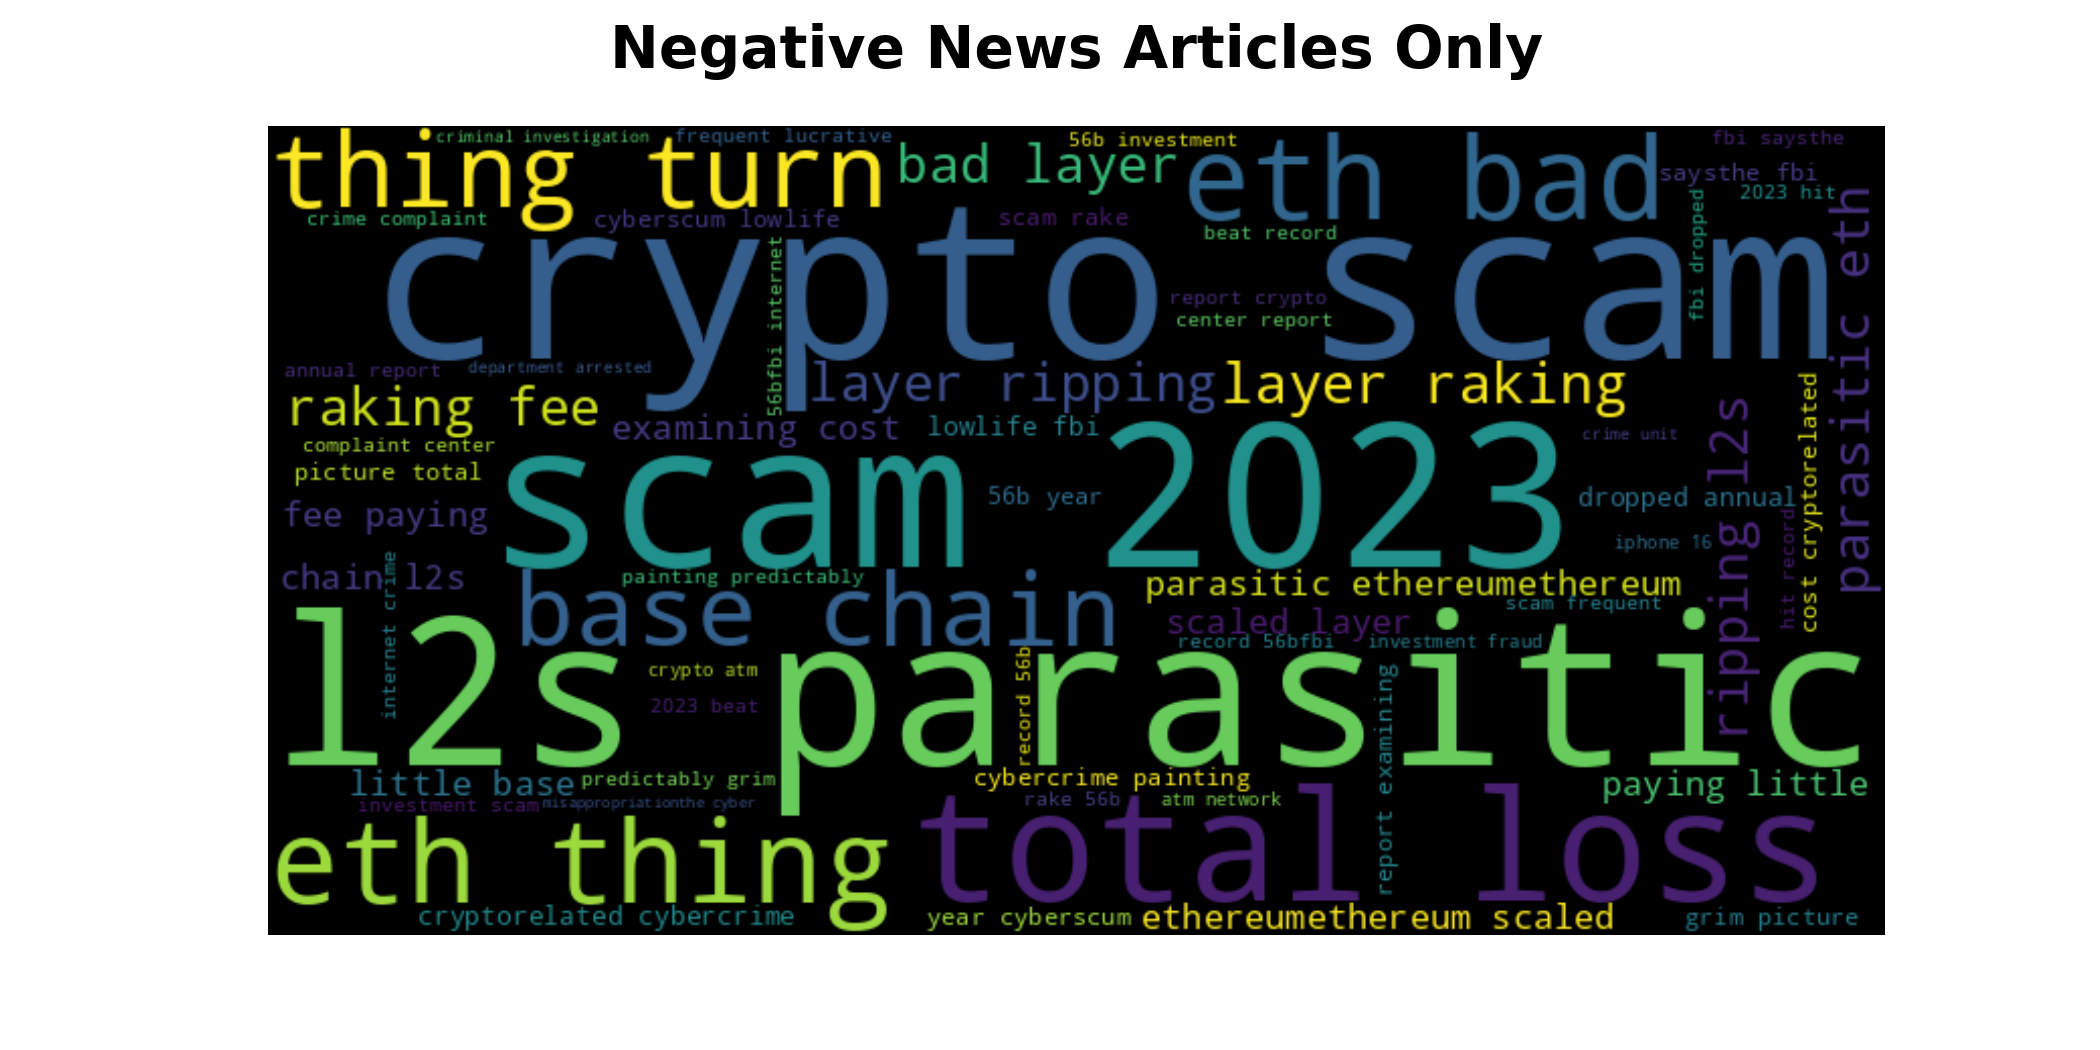 Negative News Articles Only
criminal investigation
frequent lucrative
56b investment
fbi saysthe
thing turn
bad layer
eth bad
saysthe fbi
2023 hit
crime complaint
cyberscum lowlife
scam rake
beat record
fbi dropped
parasitic eth
crypto scam
56bfbi internet
report crypto
center report
annual report
department arrested
layer ripping
layer raking
raking fee
examining cost
lowlife fbi
crime unit
ripping l2s
cost cryptorelated
complaint center
picture total
scam 2023
56b year
dropped annual
fee paying
iphone 16
hit record
chain l2s
internet crime
painting predictably
base chain
parasitic ethereumethereum
scam frequent
scaled layer
record 56bfbi
investment fraud
l2s parasitic
crypto atm
record 56b
2023 beat
report examining
little base
predictably grim
cybercrime painting
paying little
investment scam
misappropriationthe cyber
rake 56b
atm network
eth thing
total loss
cryptorelated cybercrime
year cyberscum
ethereumethereum scaled
grim picture